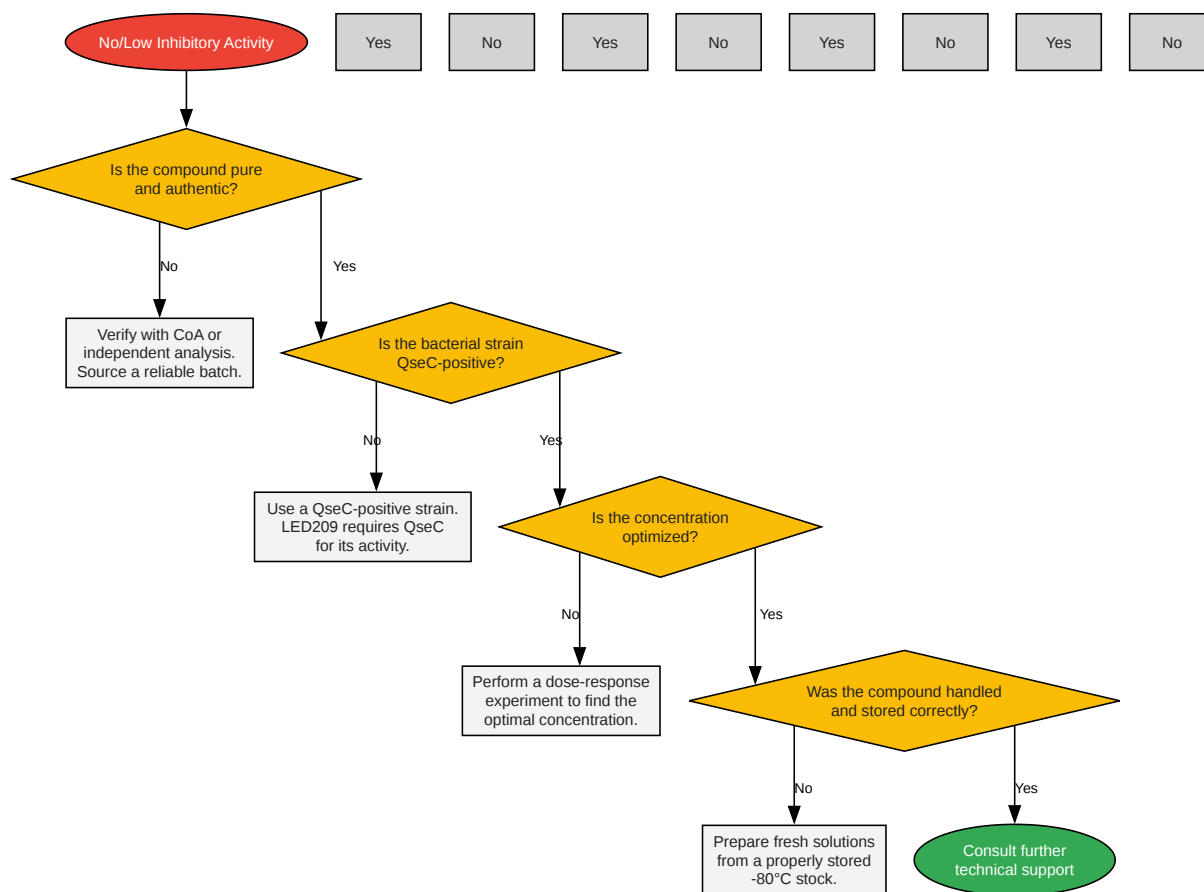 No/Low Inhibitory Activity
Yes
No
Yes
No
Yes
No
Yes
No
Is the compound pure
and authentic?
No
Yes
Verify with CoA or
independent analysis.
Source a reliable batch.
Is the bacterial strain
QseC-positive?
No
Yes
Use a QseC-positive strain.
LED209 requires QseC
for its activity.
Is the concentration
optimized?
No
Yes
Perform a dose-response
experiment to find the
optimal concentration.
Was the compound handled
and stored correctly?
No
Yes
Prepare fresh solutions
from a properly stored
-80°C stock.
Consult further
technical support